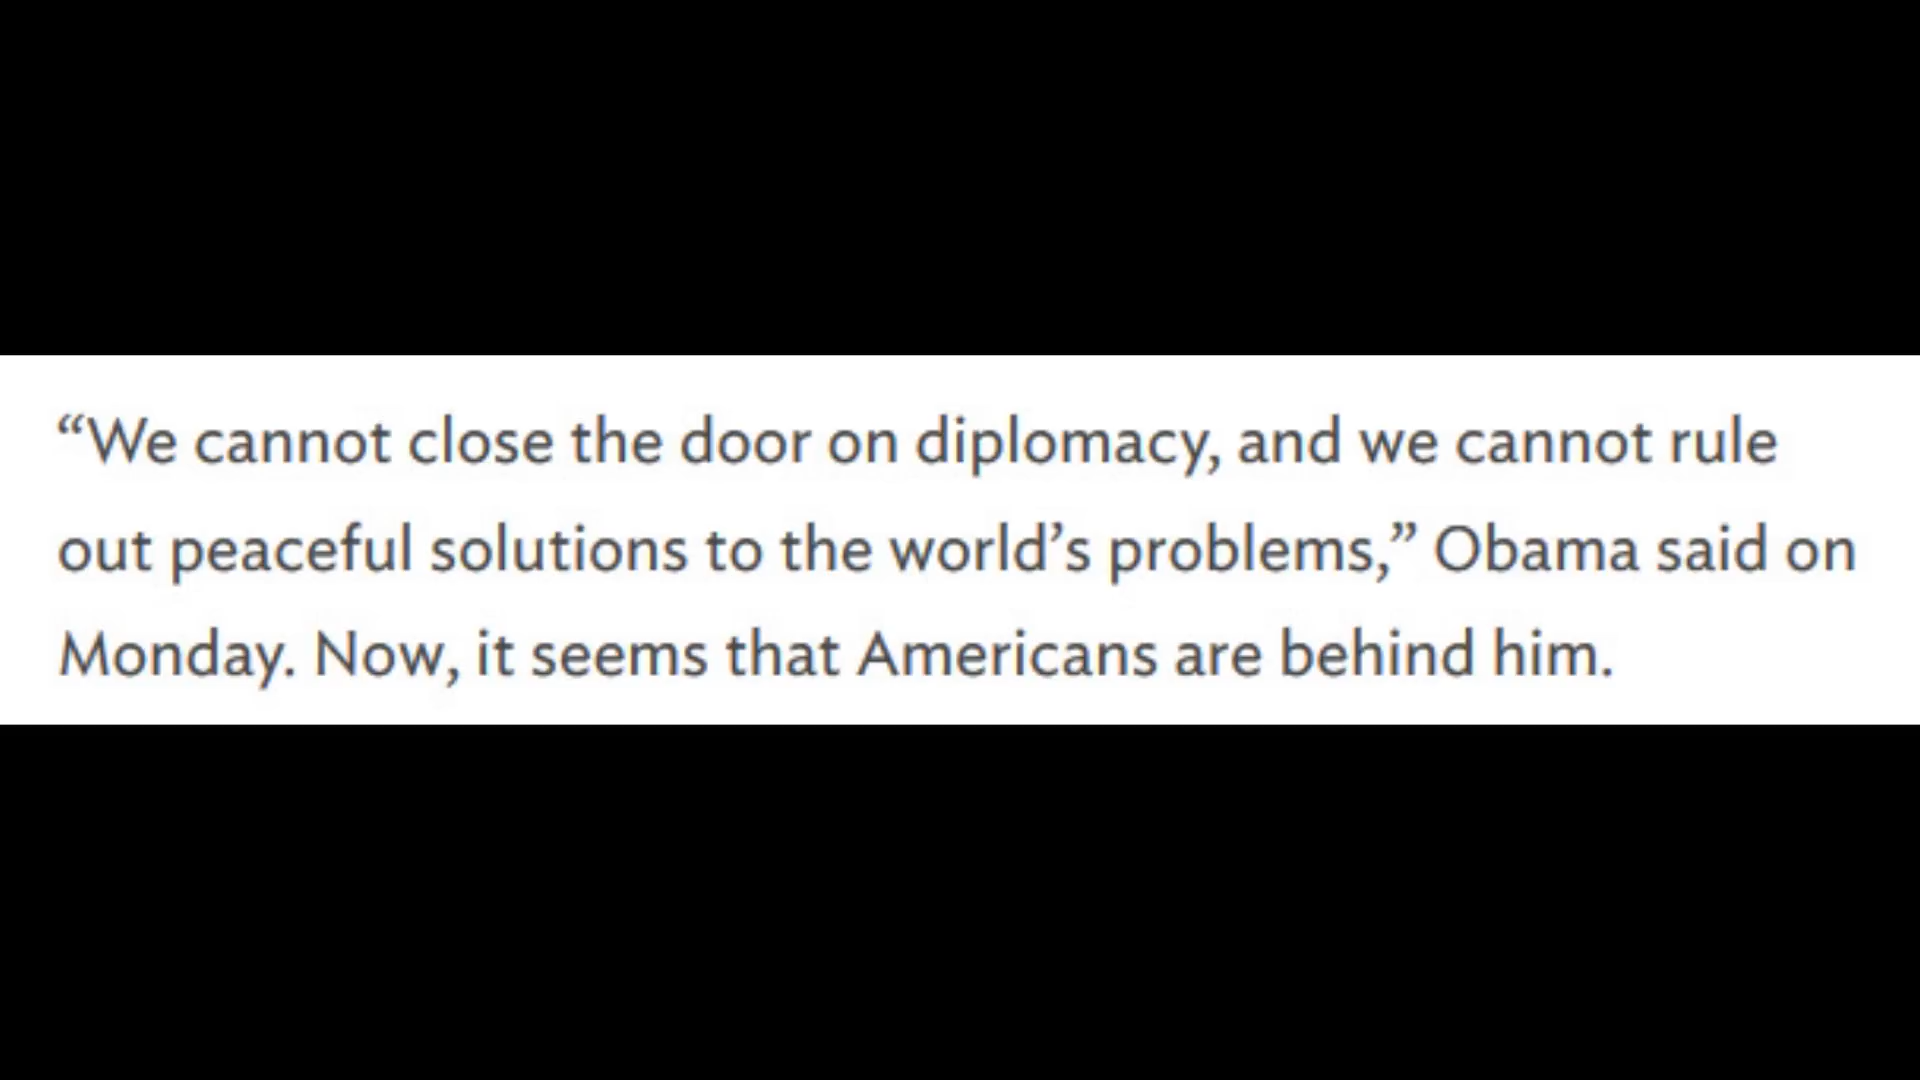 “We cannot close the door on diplomacy, and we cannot rule
out peaceful solutions to the world’s problems,” Obama said on
Monday. Now, it seems that Americans are behind him.